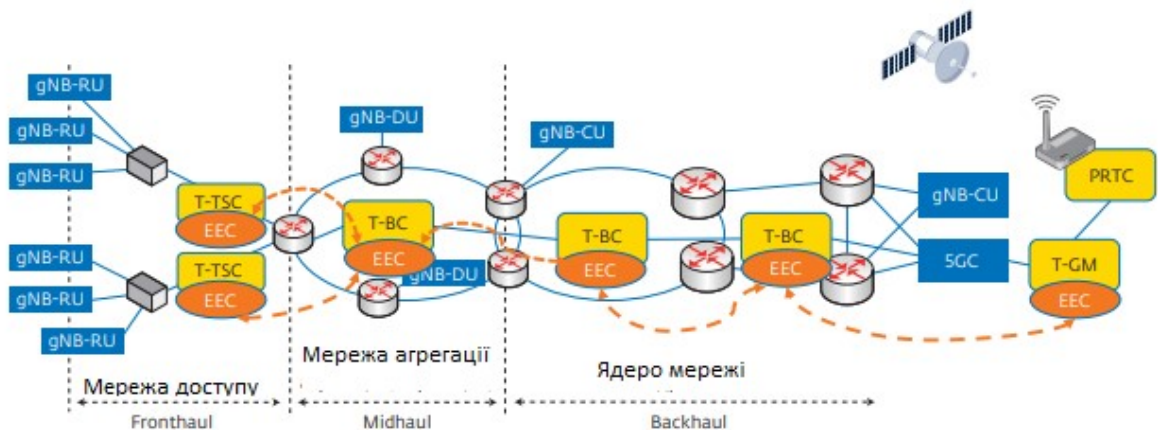 gNB-RU
gNB-RU
gNB-RU
gNB-DU
gNB-CU
T-TSC
EEC
T-TSC
EEC
gNB-RU
gNB-RU
gNB-RU
T-BC
EEC
gNB-DU
T-BC
EEC
T-BC
EEC
gNB-CU
5GC
PRTC
T-GM
EEC
Мережа доступу
Мережа агрегації
Ядеро мережі
Fronthaul
Midhaul
Backhaul